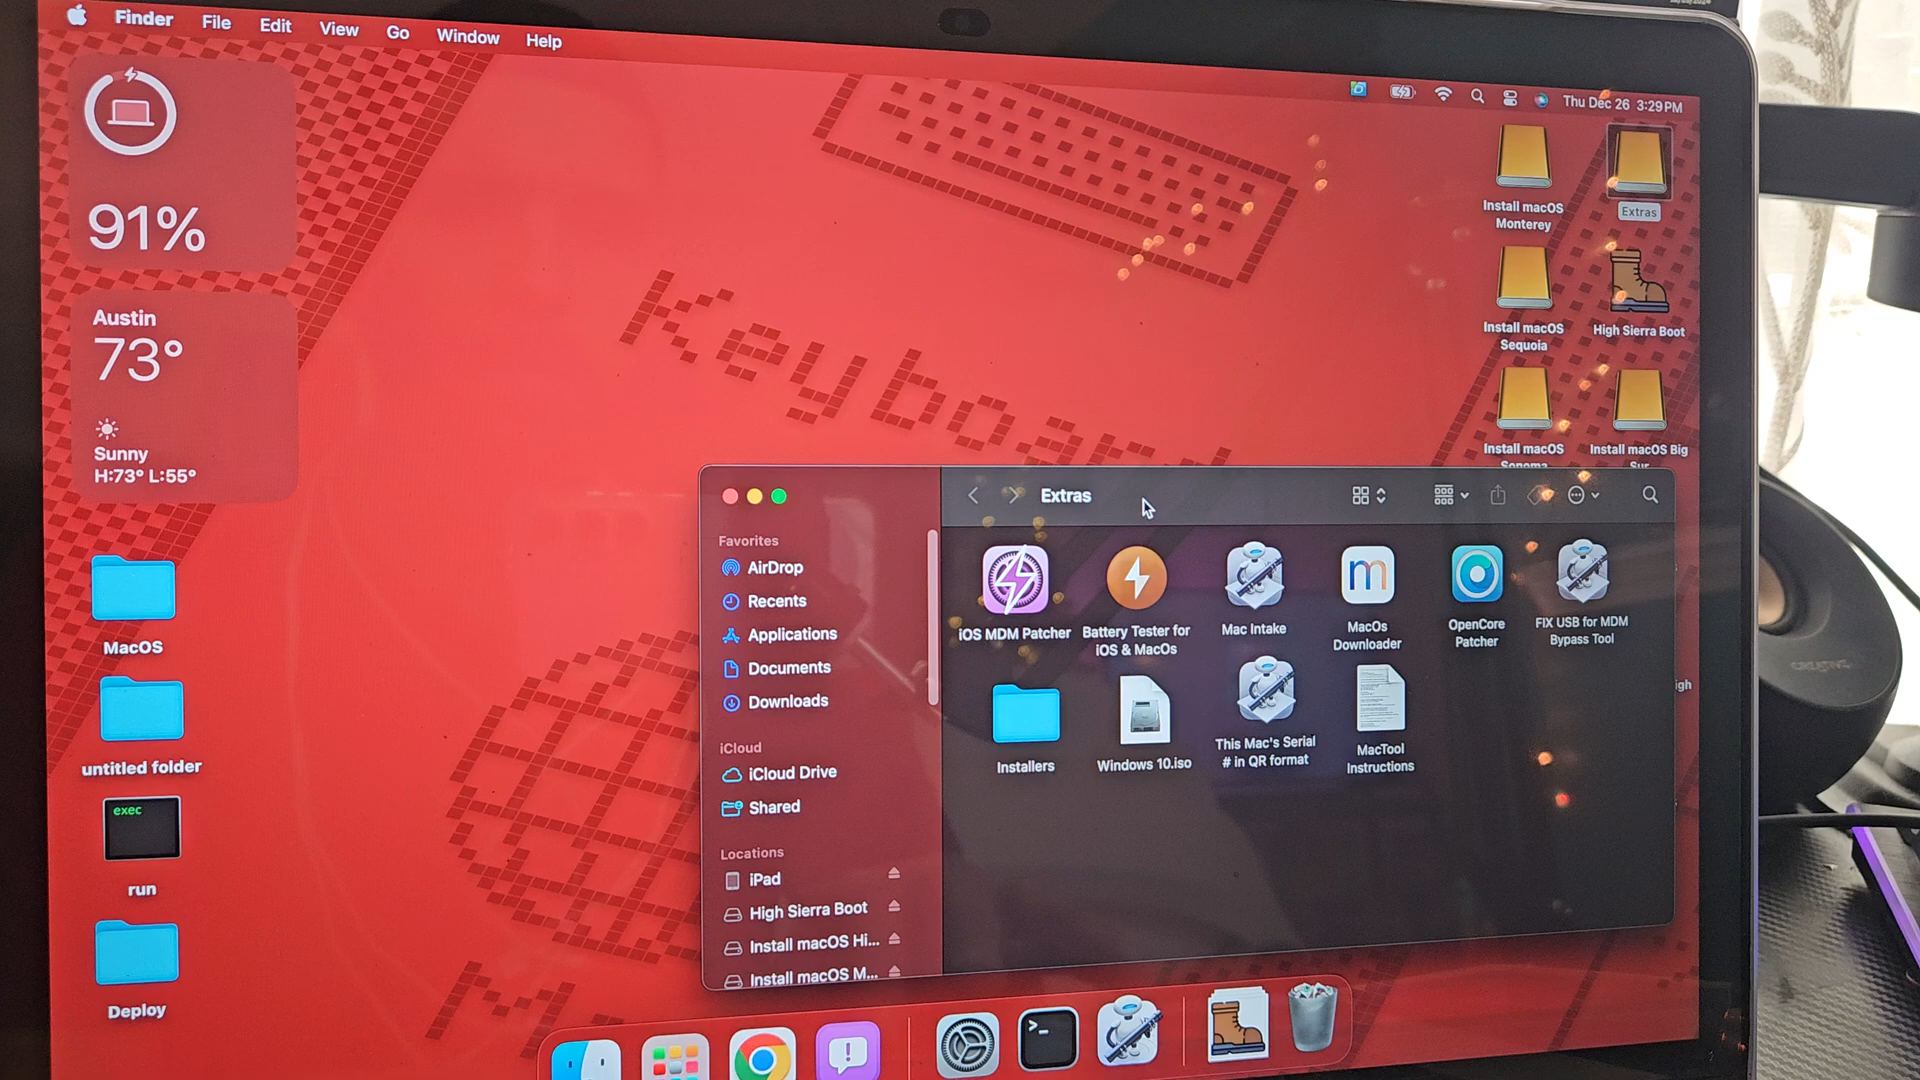 Finder File Edit View Go Window Help
Thu Dec 26 3:29 PM
91%
Austin
73°
Sunny
H:73° L:55°
Keyboard
Install macOS
Monterey
Extras
Install macOS
Sequoia
High Sierra Boot
Install macOS
Sonoma
Install macOS Big
Sur
MacOS
untitled folder
exec
run
Deploy
Extras
Favorites
AirDrop
Recents
Applications
Documents
Downloads
iCloud
iCloud Drive
Shared
Locations
iPad
High Sierra Boot
Install macOS Hi...
Install macOS M...
iOS MDM Patcher
Battery Tester for
iOS & MacOs
Mac Intake
m
MacOs
Downloader
OpenCore
Patcher
FIX USB for MDM
Bypass Tool
Installers
Windows 10.iso
This Mac's Serial
# in QR format
MacTool
Instructions
igh
>_
!